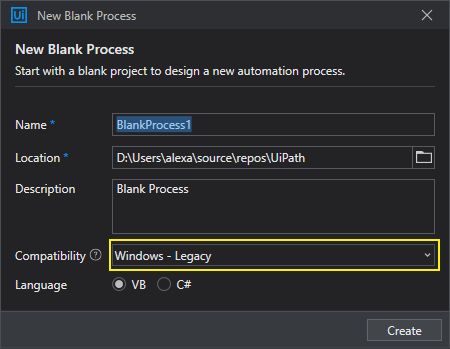 Ui New Blank Process
New Blank Process
Start with a blank project to design a new automation process.
Name * BlankProcess1
Location * D:\Users\alexa\source\repos\UiPath
Description Blank Process
Compatibility ? Windows - Legacy
Language VB C#
Create